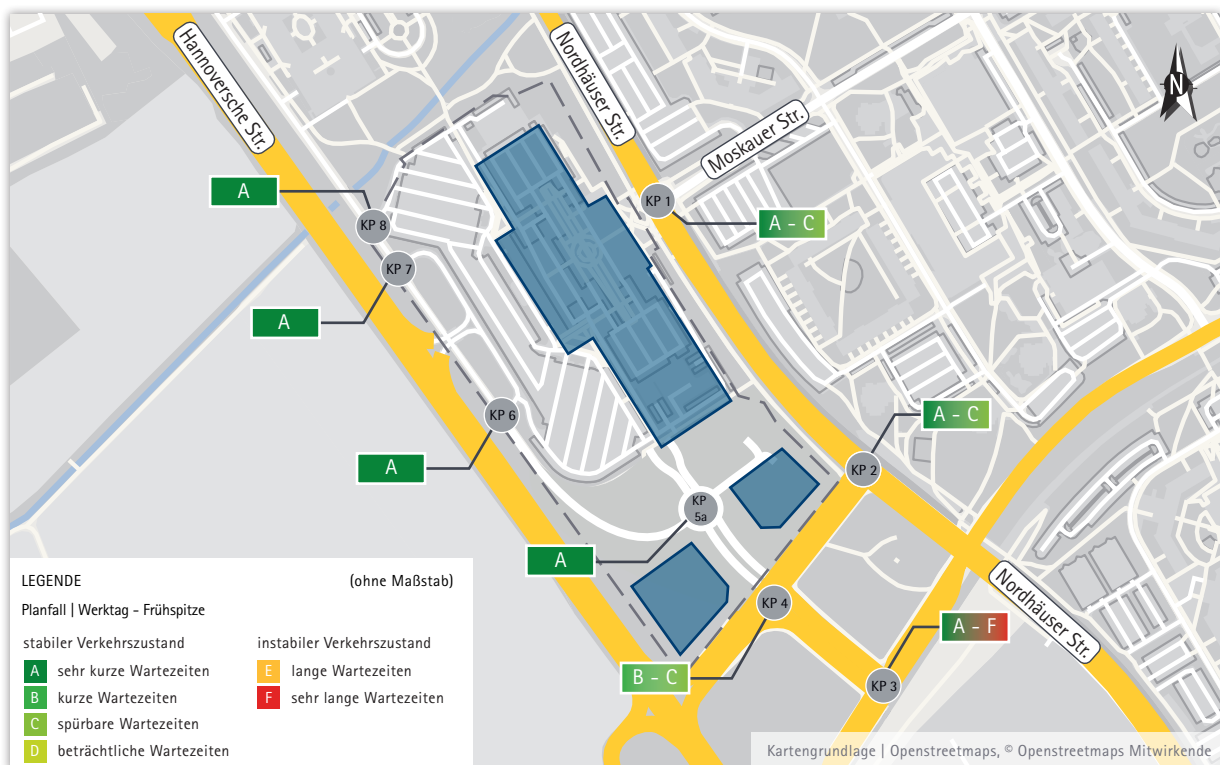 Hannoversche Str.
Nordhäuser Str.
Moskauer Str.
N
A
KP 8
KP 1
A - C
KP 7
A
KP 6
A - C
KP 2
A
KP
5a
A
KP 4
A - F
B - C
KP 3
Nordhäuser Str.
LEGENDE (ohne Maßstab)
Planfall | Werktag - Frühspitze
stabiler Verkehrszustand
A sehr kurze Wartezeiten
B kurze Wartezeiten
C spürbare Wartezeiten
D beträchtliche Wartezeiten
instabiler Verkehrszustand
E lange Wartezeiten
F sehr lange Wartezeiten
Kartengrundlage | Openstreetmaps, © Openstreetmaps Mitwirkende